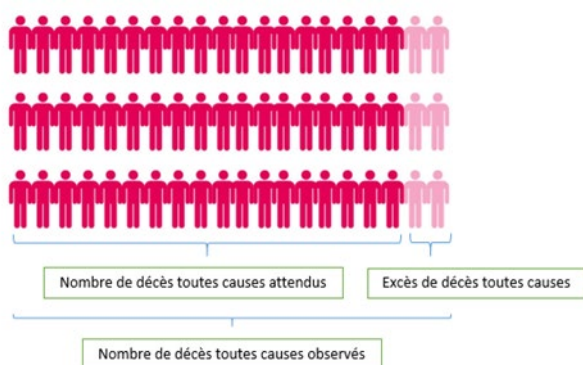 Nombre de décès toutes causes attendus
Excès de décès toutes causes
Nombre de décès toutes causes observés